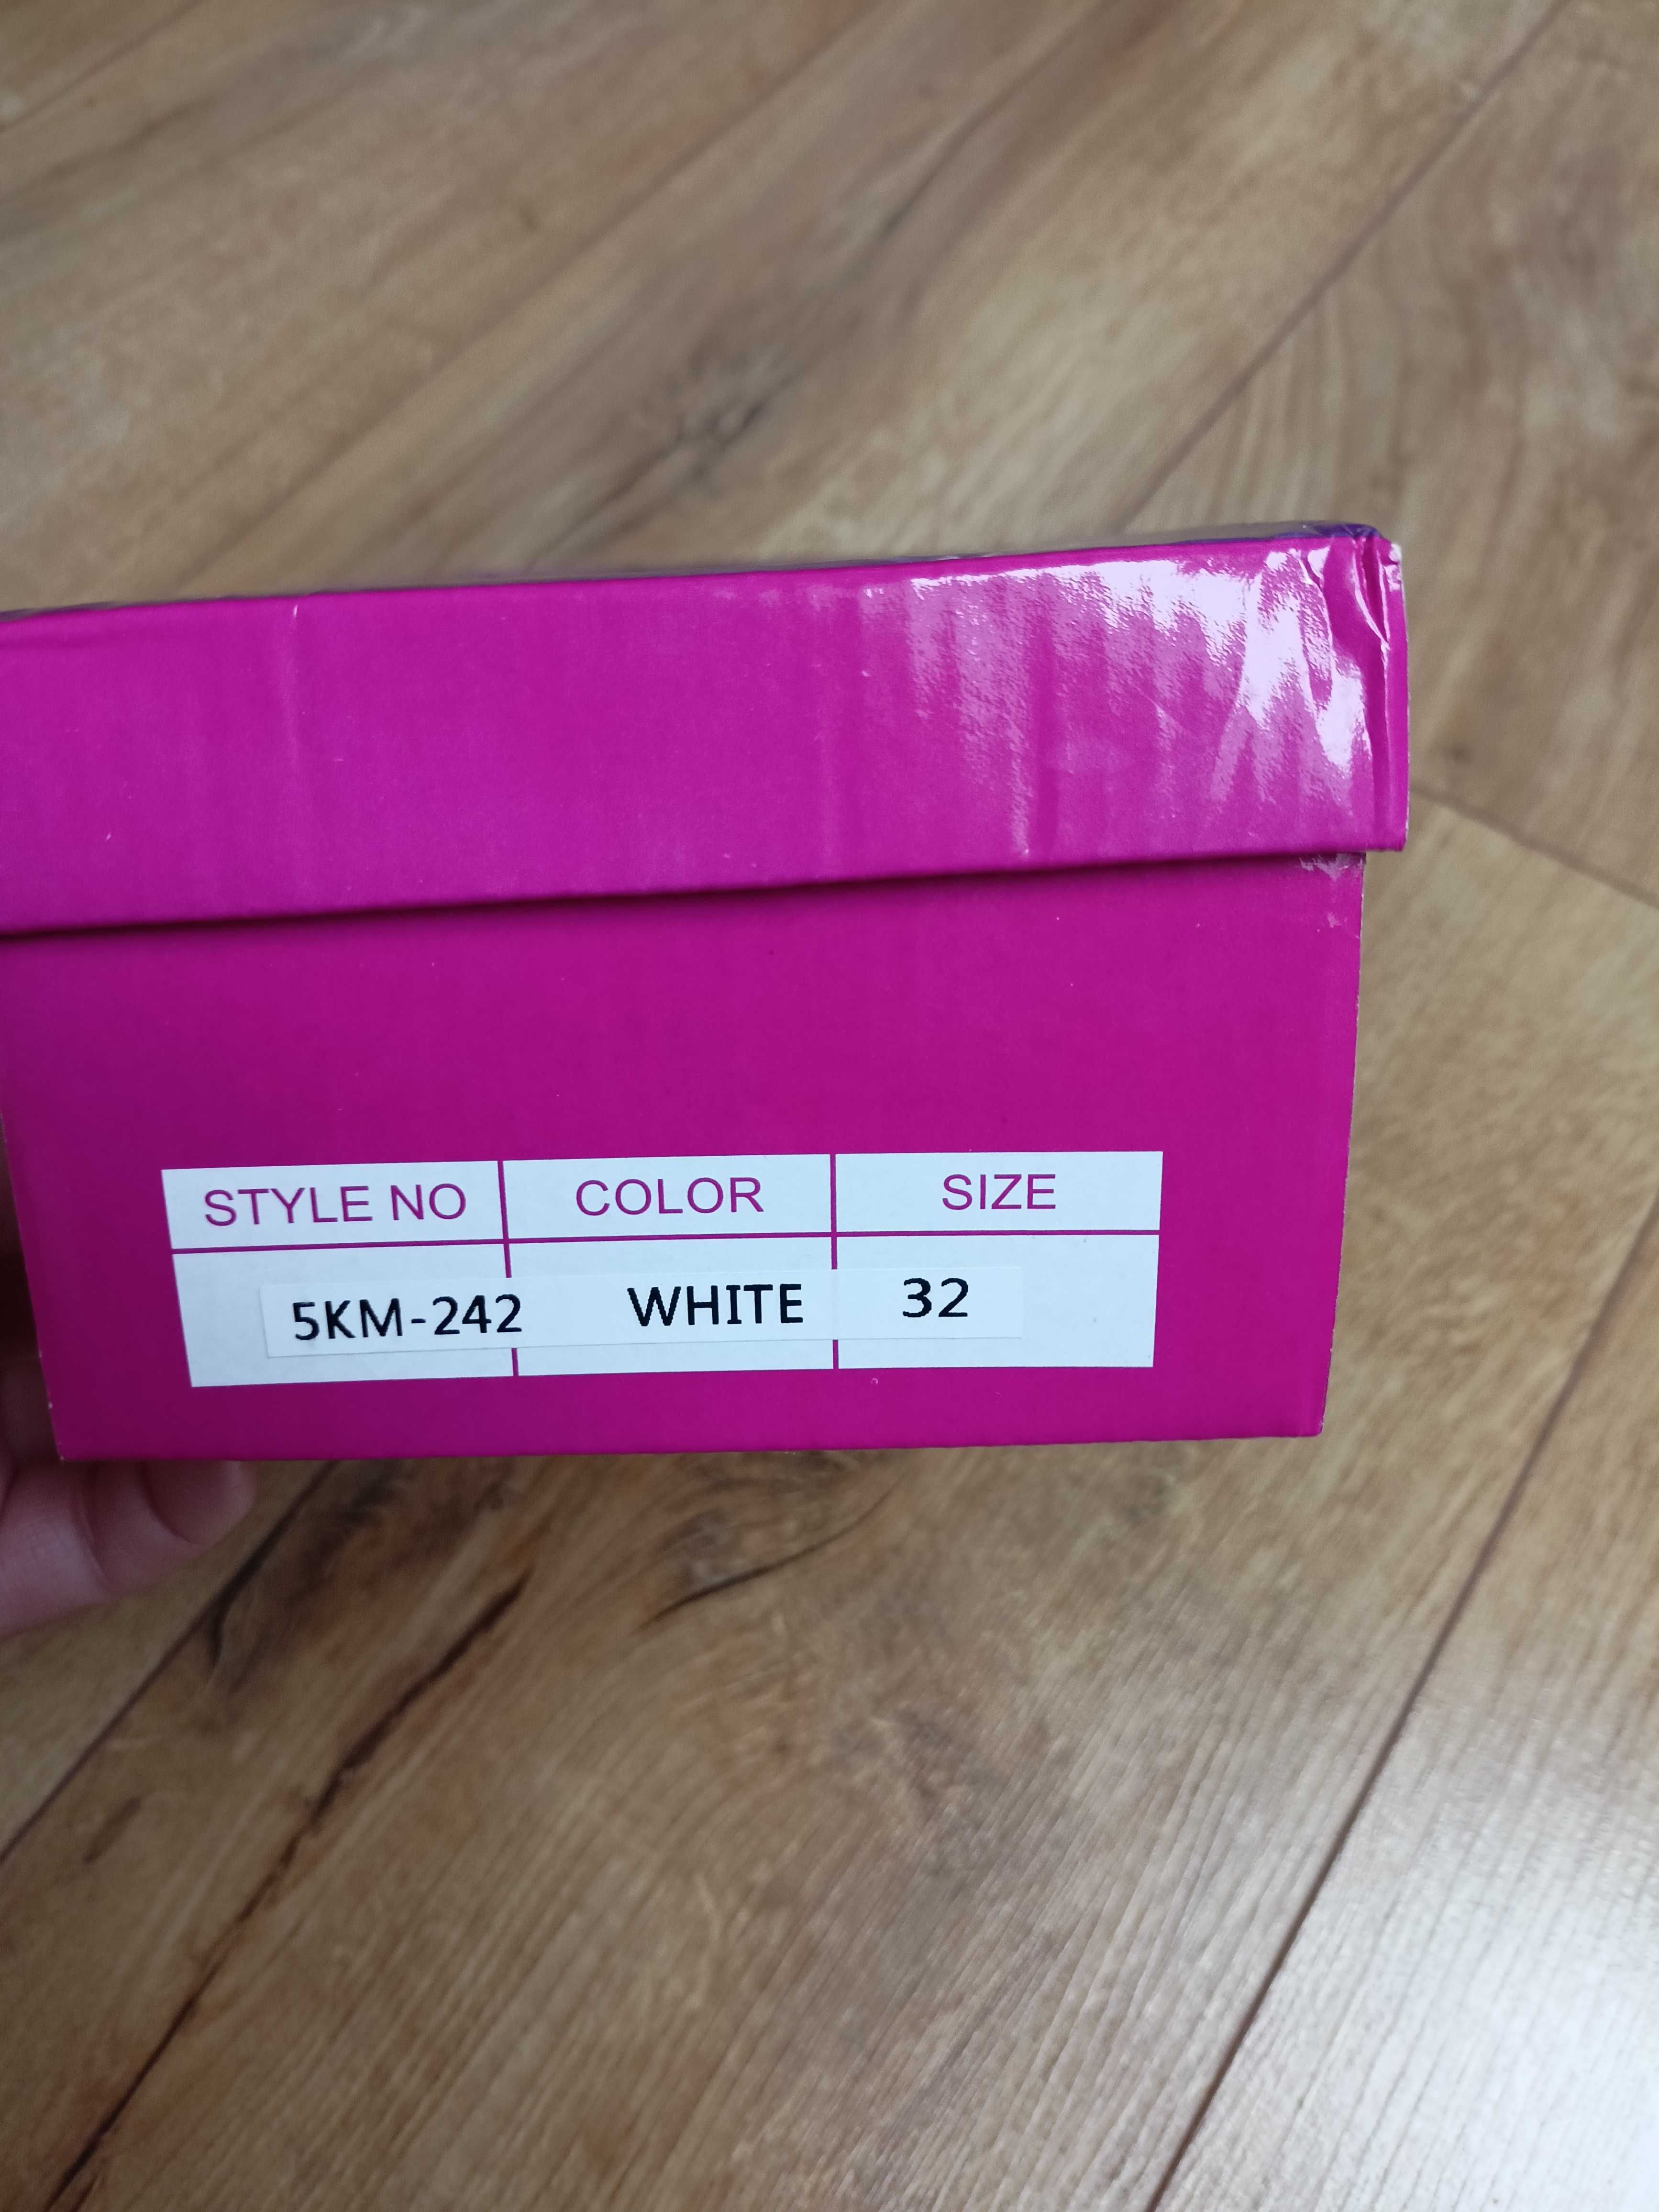 STYLE NO COLOR SIZE
5KM-242 WHITE 32